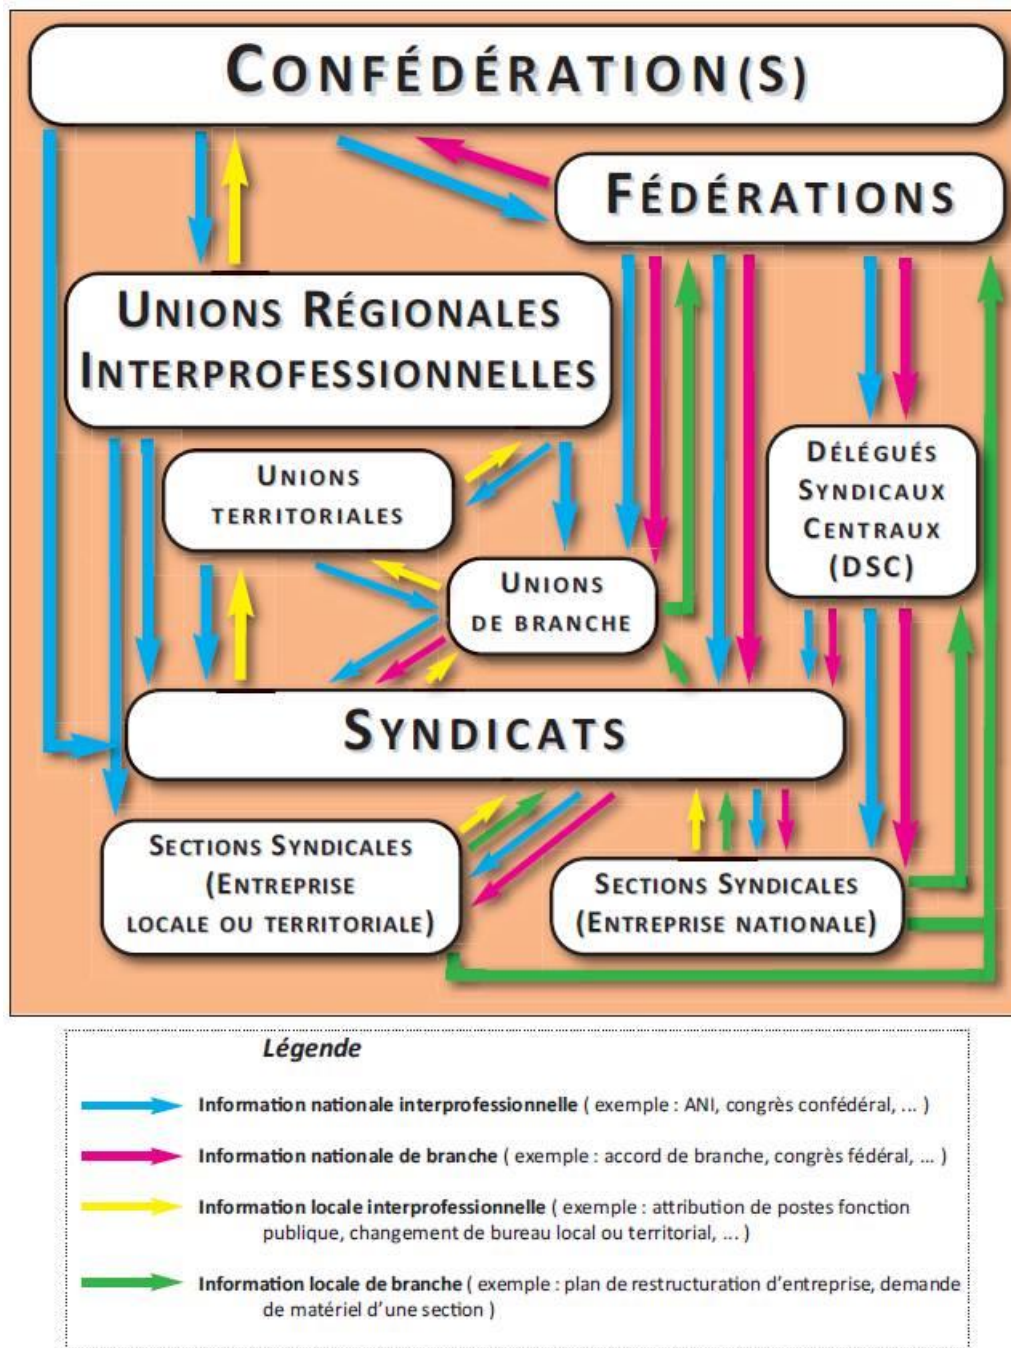 CONFÉDÉRATION(S)
FÉDÉRATIONS
UNIONS RÉGIONALES
INTERPROFESSIONNELLES
DÉLÉGUÉS
SYNDICAUX
CENTRAUX
(DSC)
UNIONS
TERRITORIALES
UNIONS
DE BRANCHE
SYNDICATS
SECTIONS SYNDICALES
(ENTREPRISE
LOCALE OU TERRITORIALE)
SECTIONS SYNDICALES
(ENTREPRISE NATIONALE)
Légende
Information nationale interprofessionnelle ( exemple : ANI, congrès confédéral, ... )
Information nationale de branche ( exemple : accord de branche, congrès fédéral, ... )
Information locale interprofessionnelle ( exemple : attribution de postes fonction
publique, changement de bureau local ou territorial, ... )
Information locale de branche ( exemple : plan de restructuration d'entreprise, demande
de matériel d'une section )